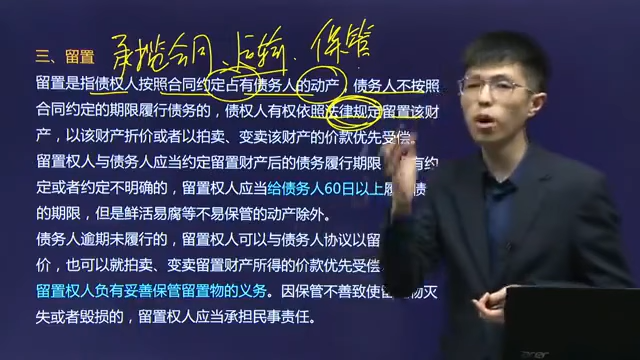 承揽合同、运输、保管
三、留置
留置是指债权人按照合同约定占有债务人的动产，债务人不按照
合同约定的期限履行债务的，债权人有权依照法律规定留置该财
产，以该财产折价或者以拍卖、变卖该财产的价款优先受偿。
留置权人与债务人应当约定留置财产后的债务履行期限 有约
定或者约定不明确的，留置权人应当给债务人60日以上履 债
的期限，但是鲜活易腐等不易保管的动产除外。
债务人逾期未履行的，留置权人可以与债务人协议以留
价，也可以就拍卖、变卖留置财产所得的价款优先受偿
留置权人负有妥善保管留置物的义务。因保管不善致使留 物灭
失或者毁损的，留置权人应当承担民事责任。
acer